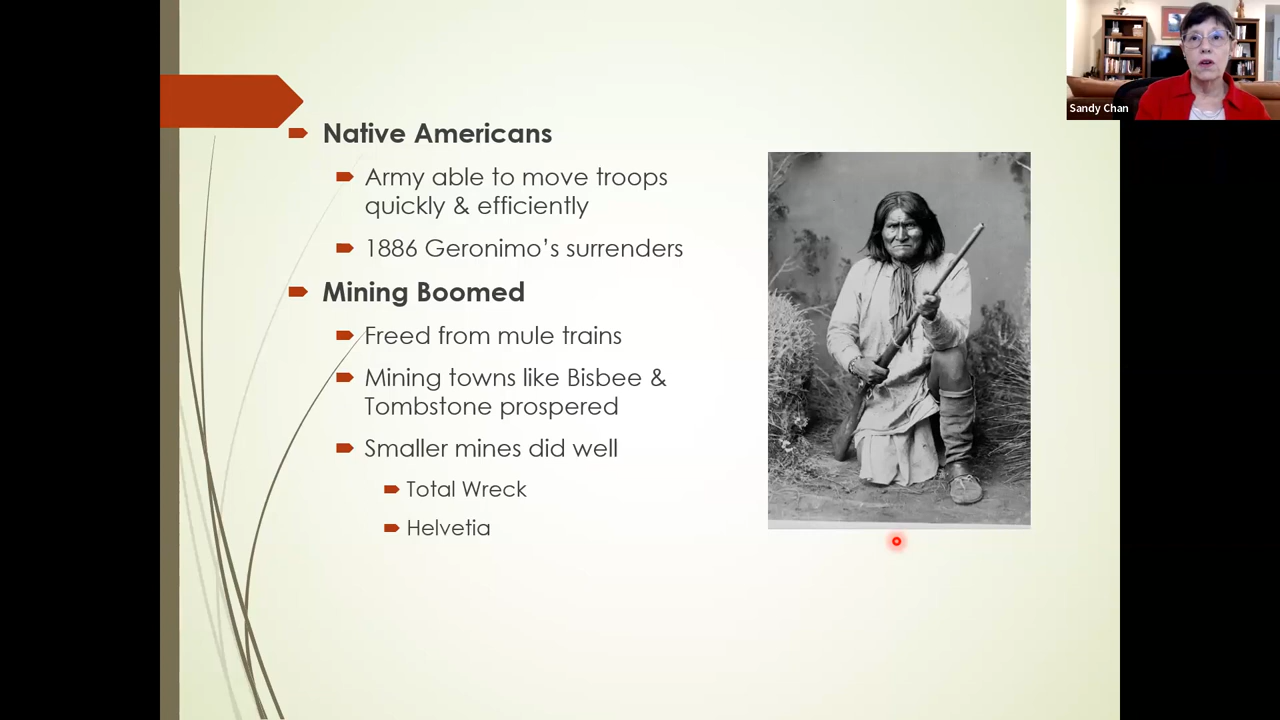 Sandy Chan
Native Americans
Army able to move troops
quickly & efficiently
1886 Geronimo’s surrenders
Mining Boomed
Freed from mule trains
Mining towns like Bisbee &
Tombstone prospered
Smaller mines did well
Total Wreck
Helvetia